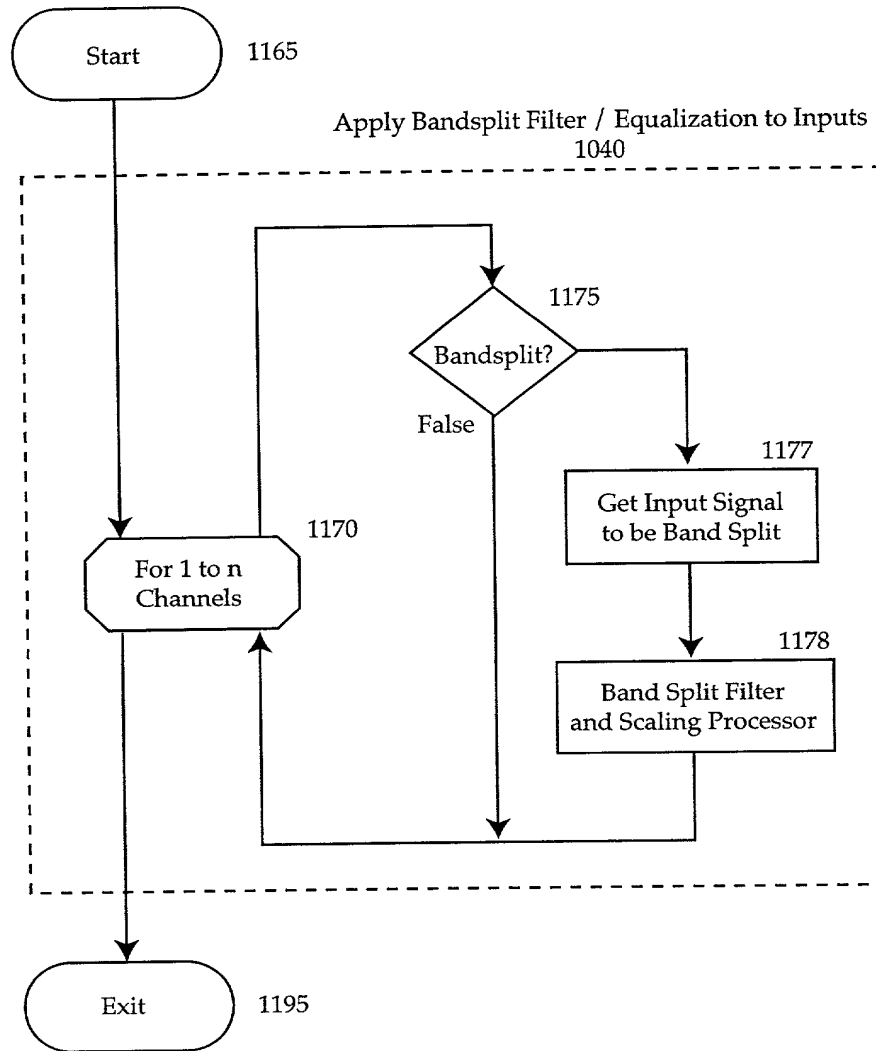 Start
1165
Apply Bandsplit Filter / Equalization to Inputs
1040
1175
Bandsplit?
False
1177
Get Input Signal
to be Band Split
1170
For 1 to n
Channels
1178
Band Split Filter
and Scaling Processor
Exit
1195